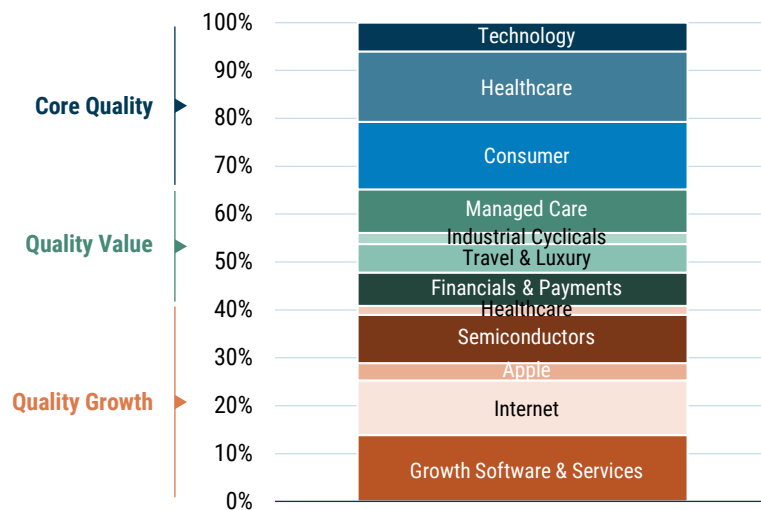 100%
Technology
90%
Healthcare
Core Quality
80%
Consumer
70%
Managed Care
60%
Industrial Cyclicals
Quality Value
Travel & Luxury
50%
Financials & Payments
40%
Healthcare
Semiconductors
30%
Apple
Quality Growth
20%
Internet
10%
Growth Software & Services
0%